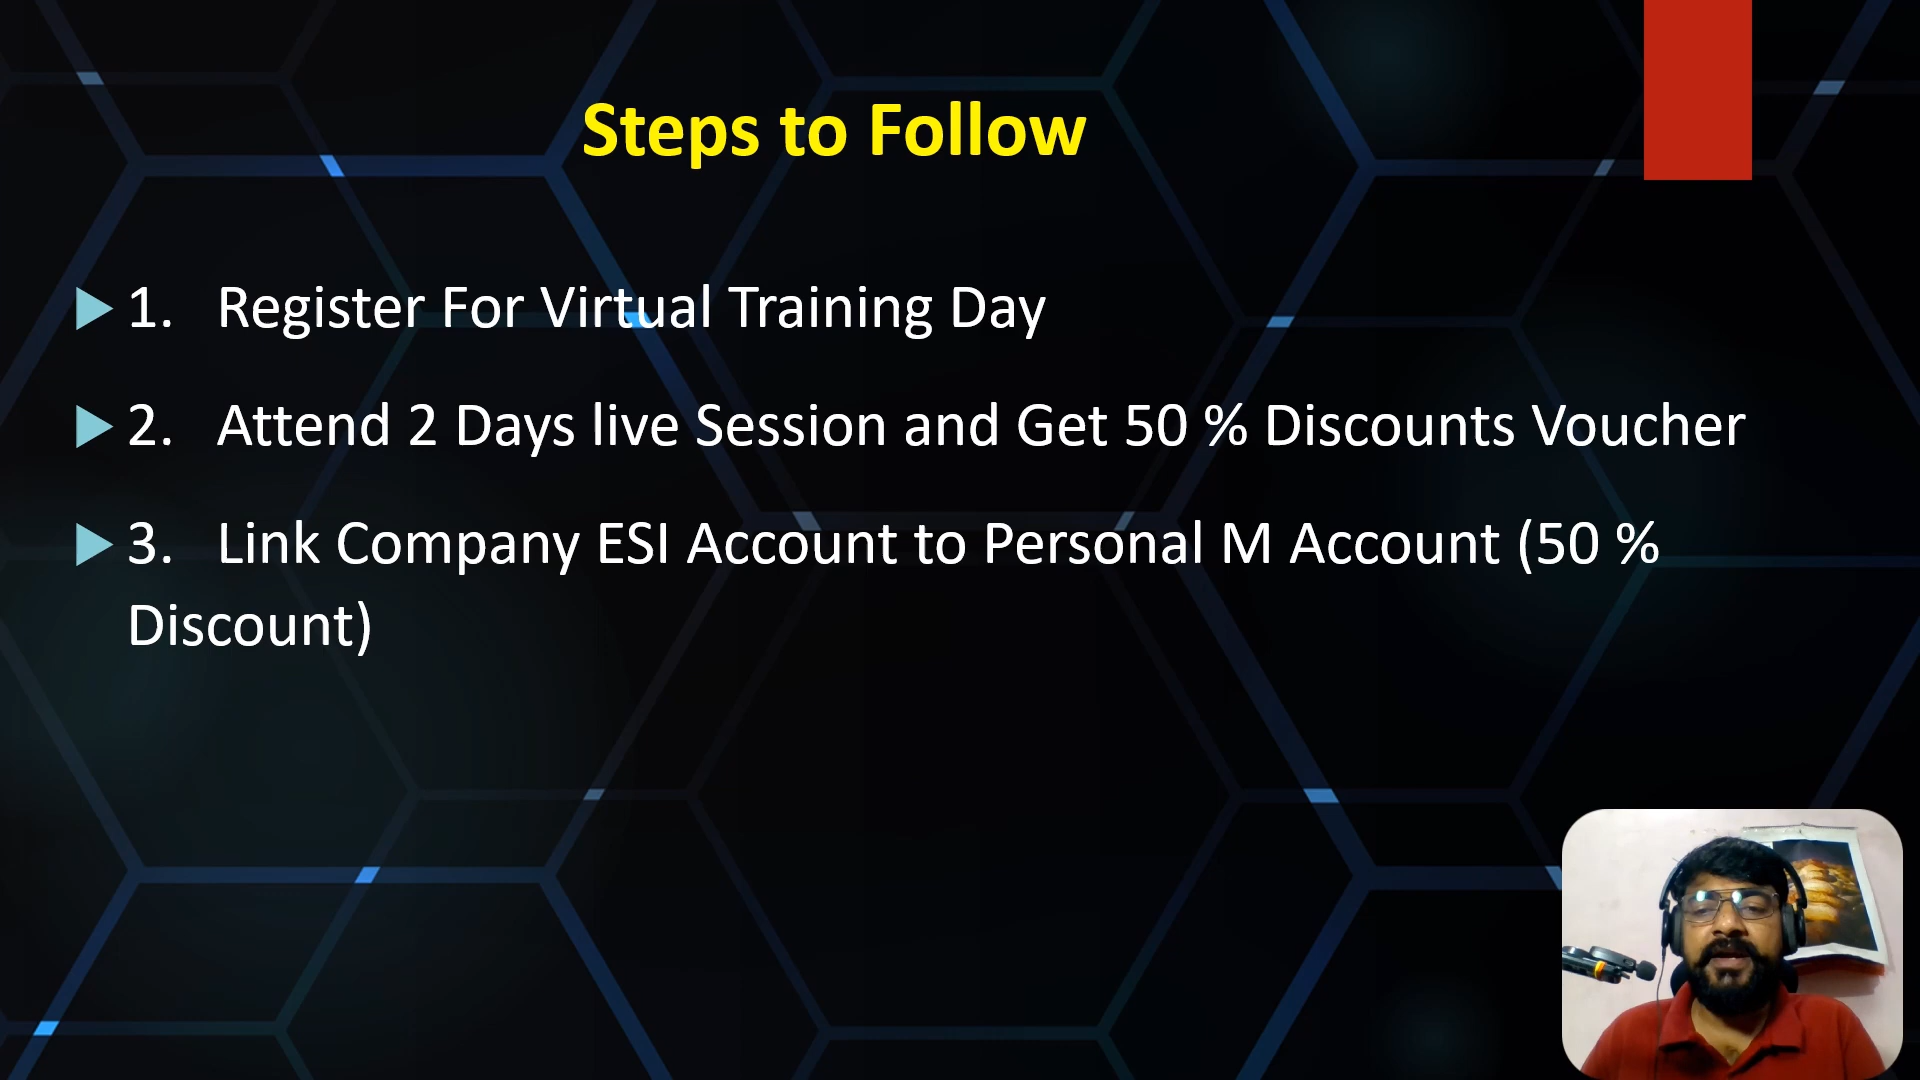 Steps to Follow
1. Register For Virtual Training Day
2. Attend 2 Days live Session and Get 50 % Discounts Voucher
3. Link Company ESI Account to Personal M Account (50 %
Discount)